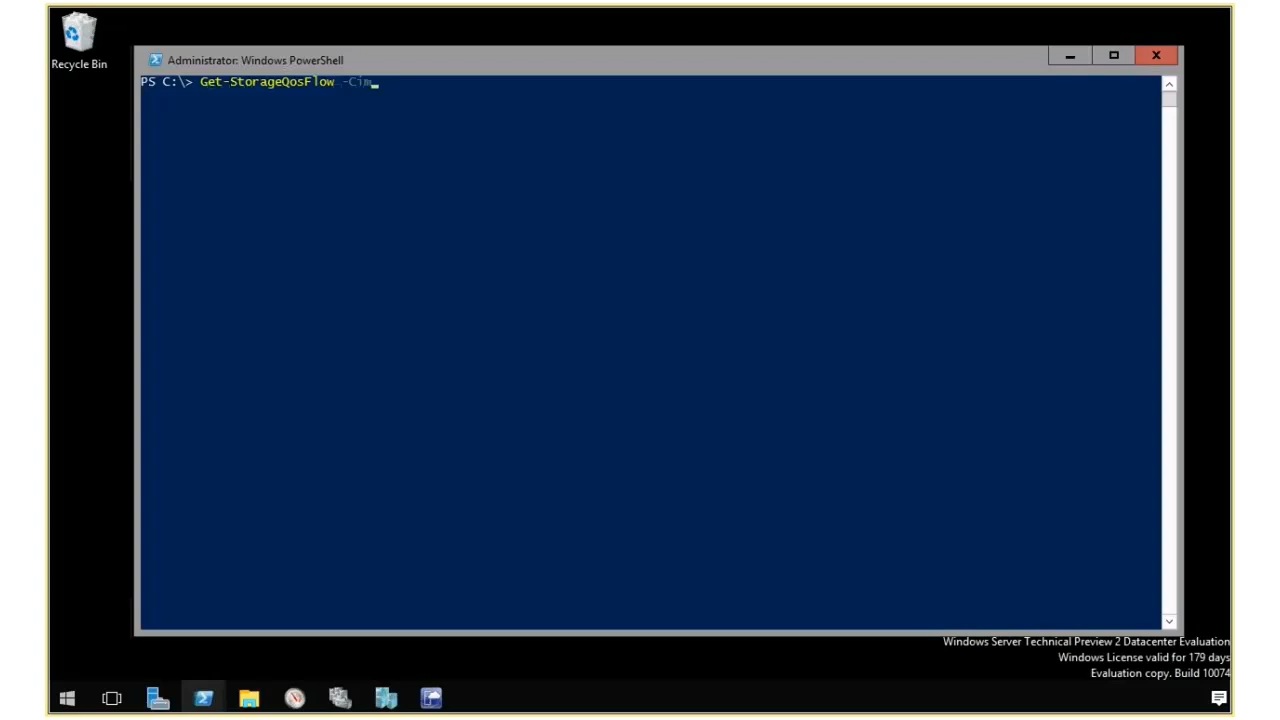 Recycle Bin
Administrator: Windows PowerShell
PS C:\> Get-StorageQosFlow -Cim
Windows Server Technical Preview 2 Datacenter Evaluation
Windows License valid for 179 days
Evaluation copy. Build 10074